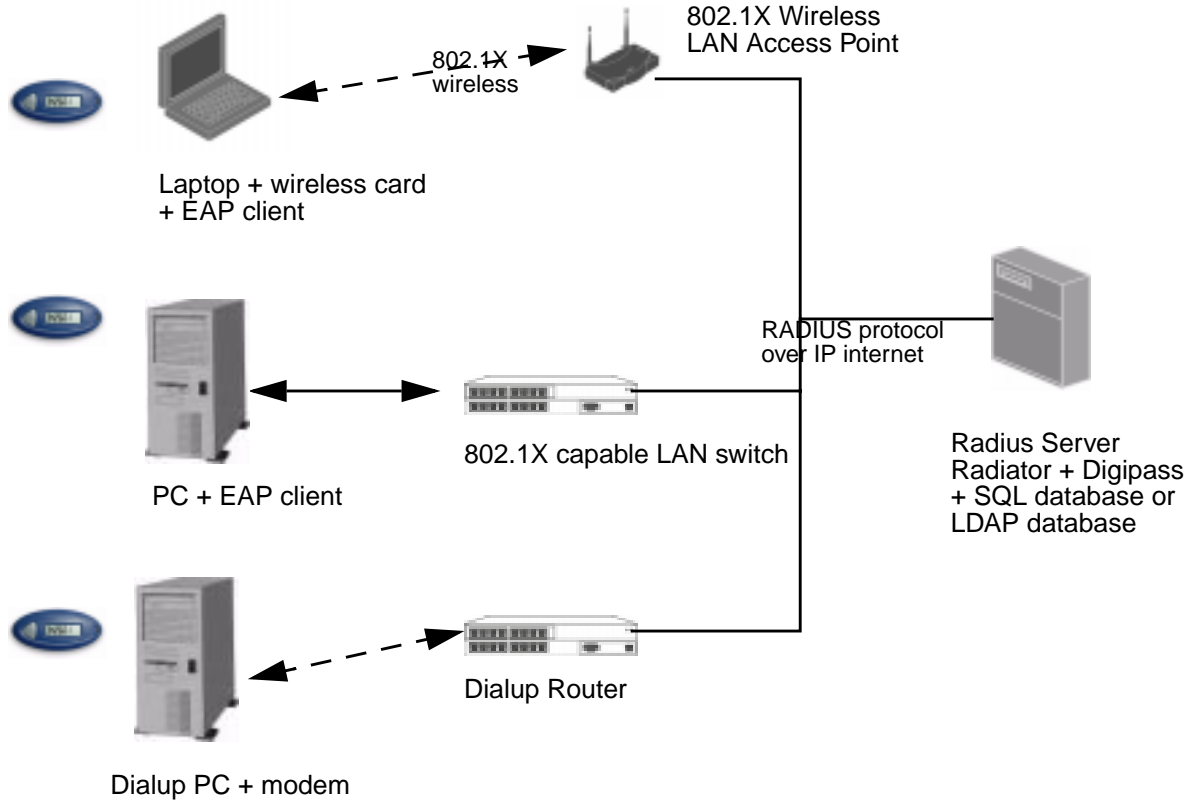 802.1X Wireless
LAN Access Point
802.1X
wireless
Laptop + wireless card
+ EAP client
RADIUS protocol
over IP internet
802.1X capable LAN switch
PC + EAP client
Radius Server
Radiator + Digipass
+ SQL database or
LDAP database
Dialup Router
Dialup PC + modem